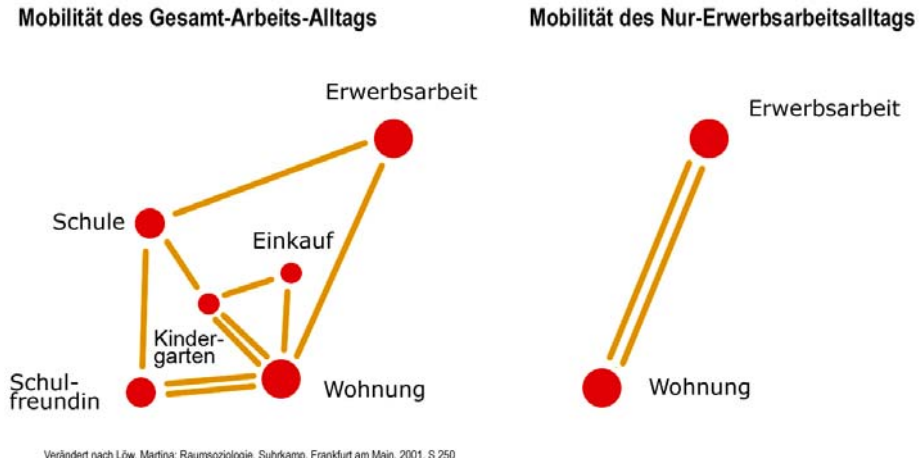 Mobilität des Gesamt-Arbeits-Alltags
Erwerbsarbeit
Schule
Einkauf
Kinder-
garten
Schul-
freundin
Wohnung
Mobilität des Nur-Erwerbsarbeitsalltags
Erwerbsarbeit
Wohnung
Verändert nach Löw, Martina: Raumsoziologie, Suhrkamp, Frankfurt am Main, 2001, S.250